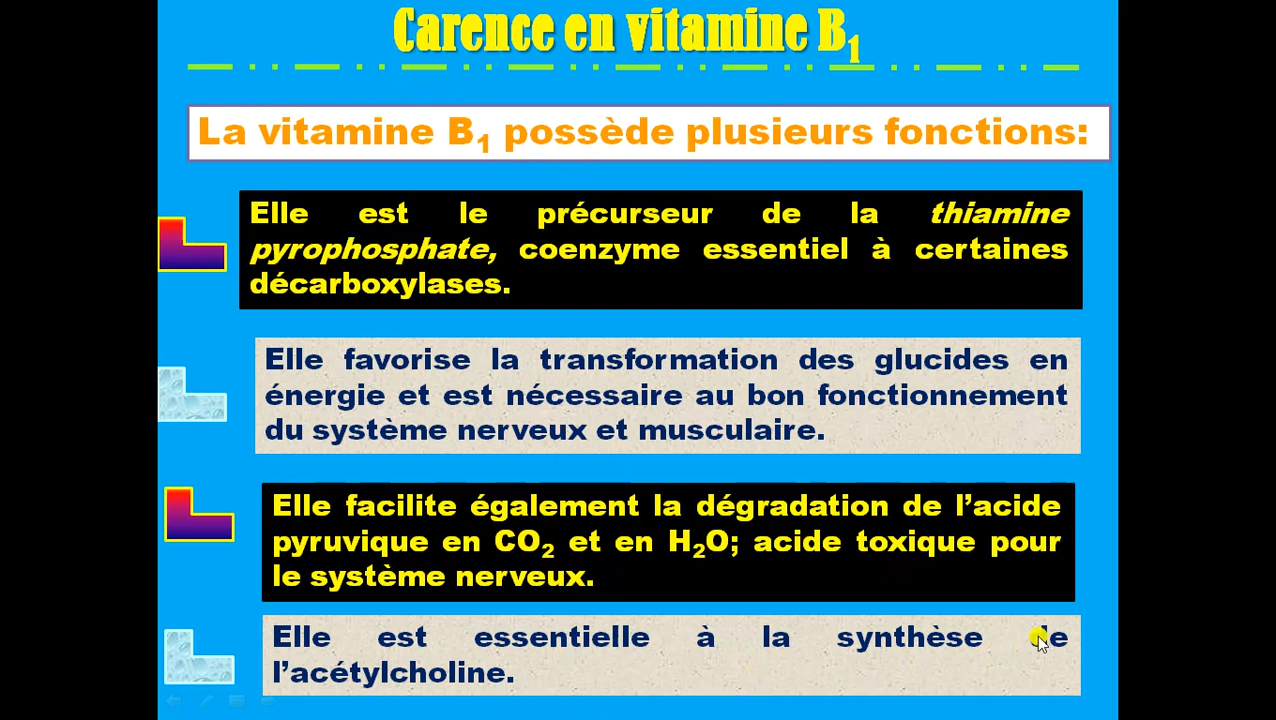 Carence en vitamine B₁
La vitamine B₁ possède plusieurs fonctions:
Elle est le précurseur de la thiamine
pyrophosphate, coenzyme essentiel à certaines
décarboxylases.
Elle favorise la transformation des glucides en
énergie et est nécessaire au bon fonctionnement
du système nerveux et musculaire.
Elle facilite également la dégradation de l’acide
pyruvique en CO₂ et en H₂O; acide toxique pour
le système nerveux.
Elle est essentielle à la synthèse de
l’acétylcholine.